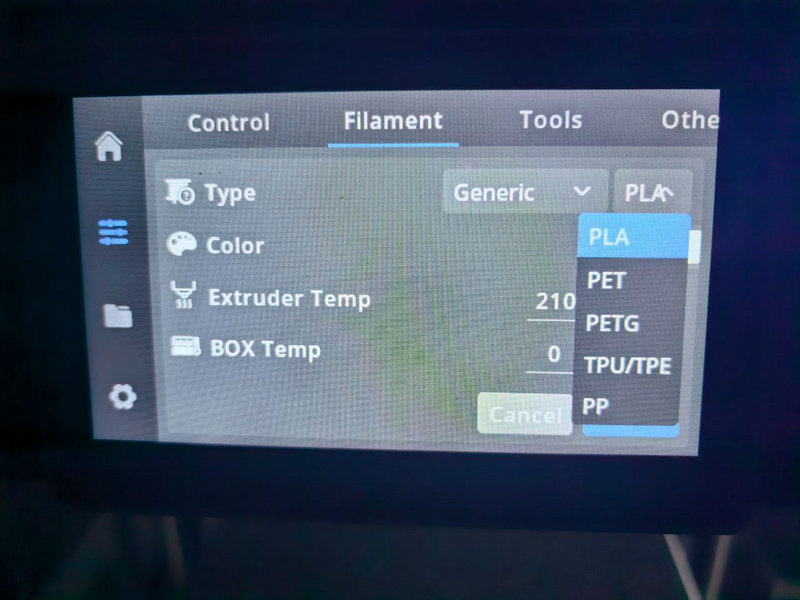 Control Filament Tools Othe
Type Generic PLA
Color PLA
PET
Extruder Temp 210
PETG
BOX Temp 0
TPU/TPE
Cancel PP